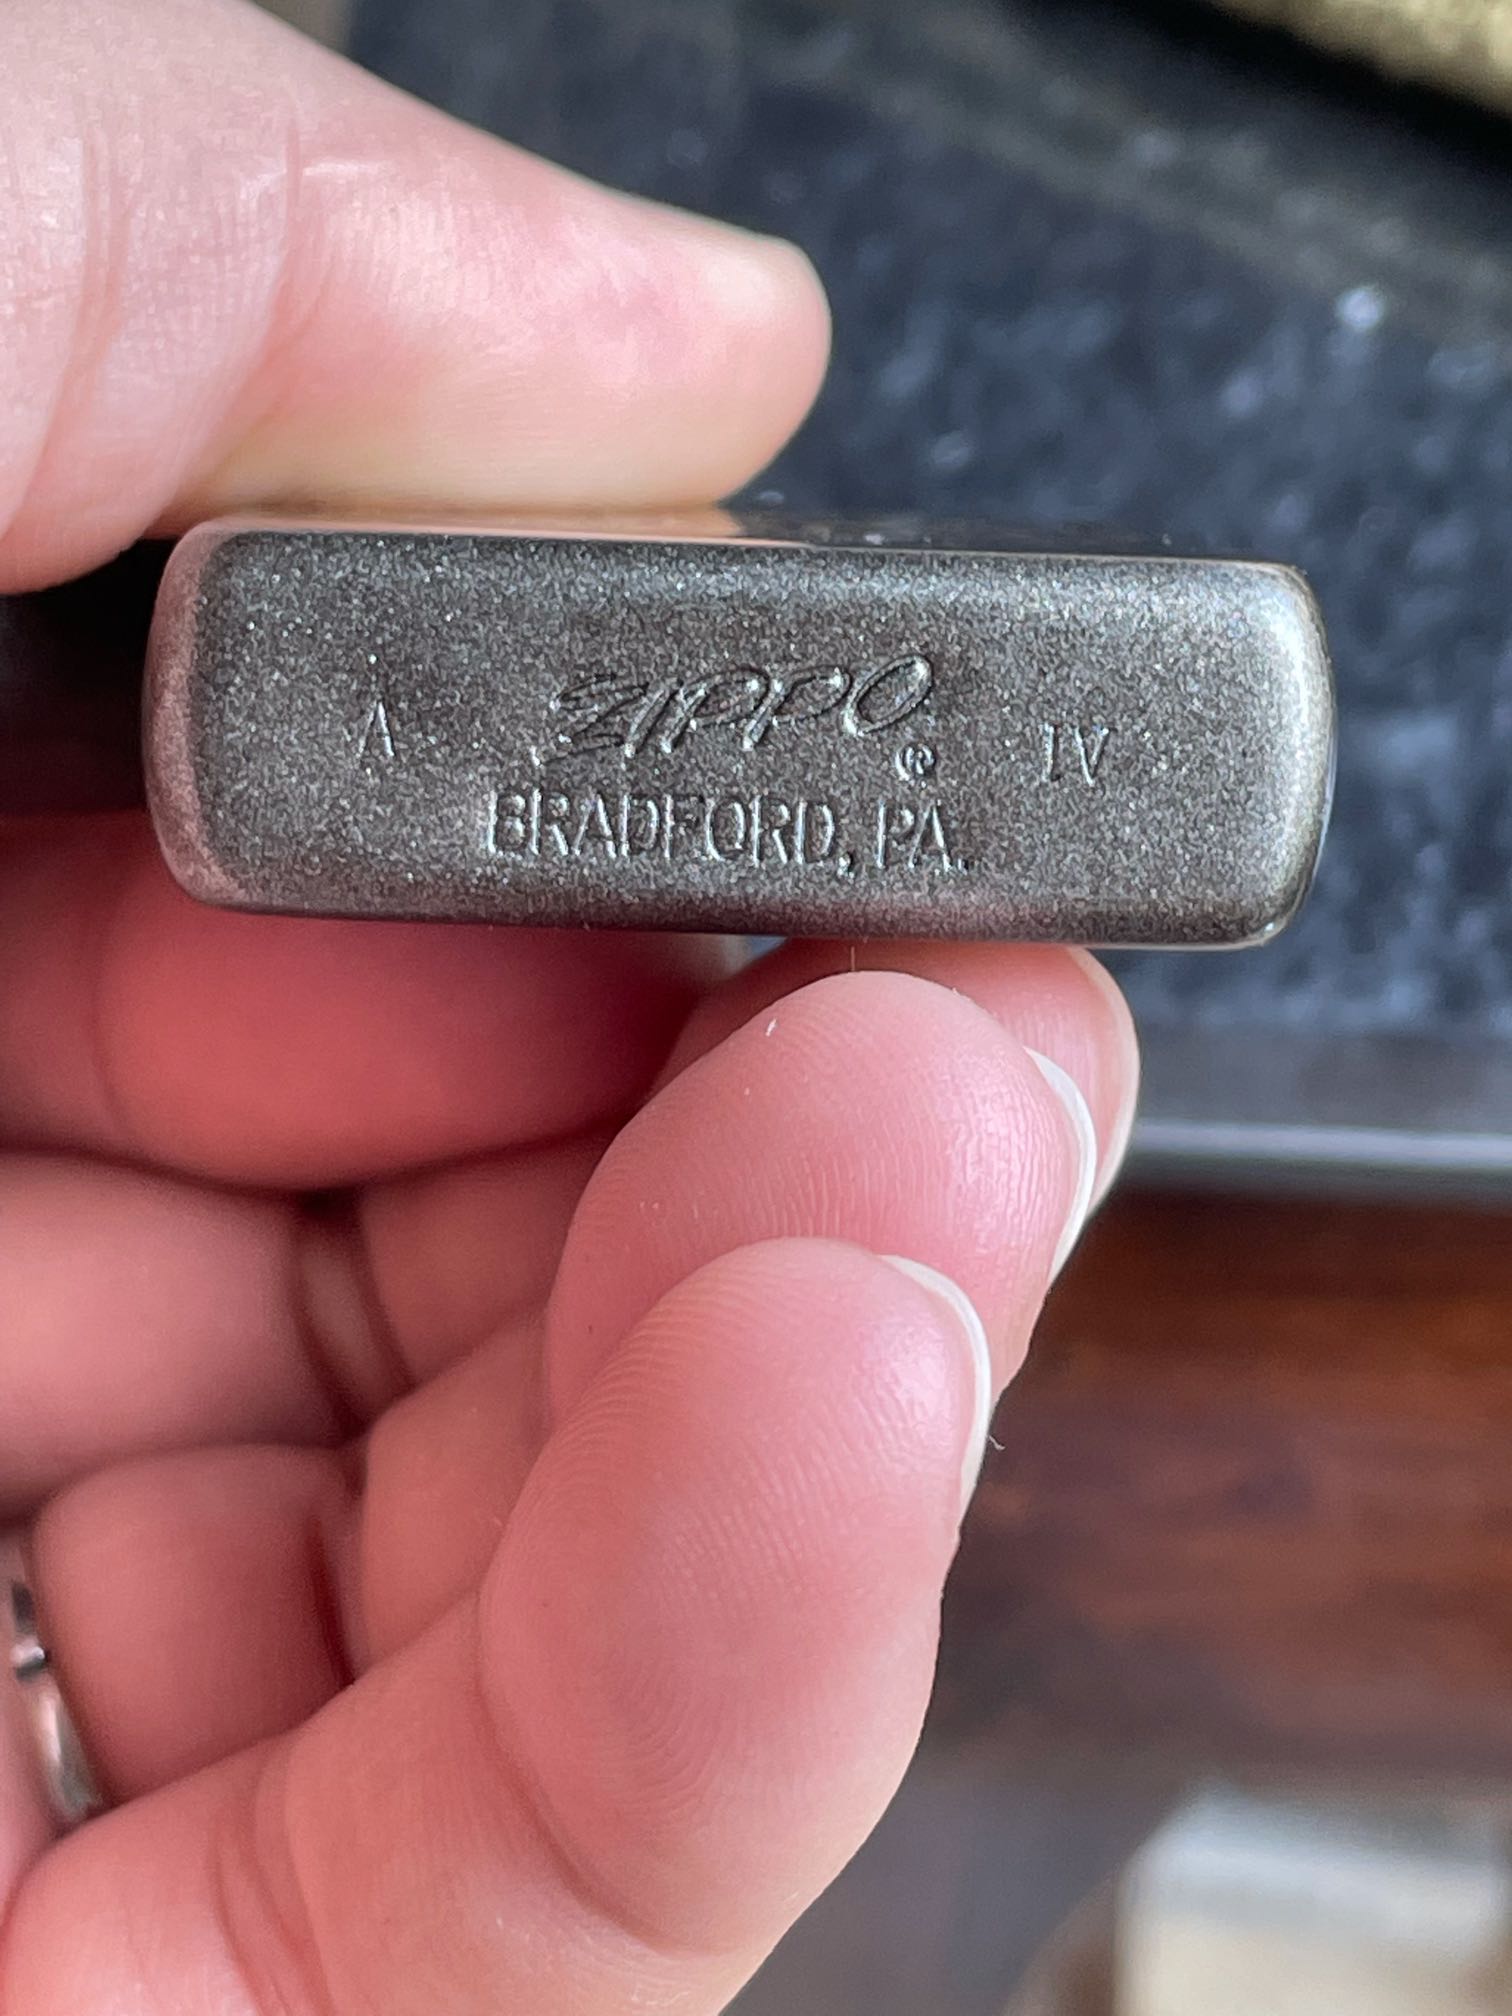 A Zippo ® IV
BRADFORD, PA.